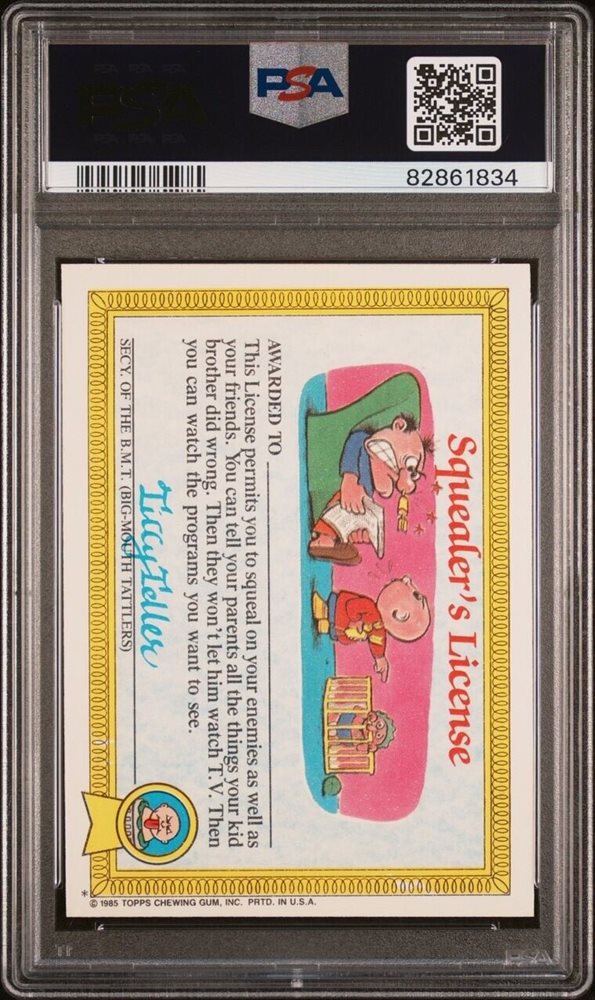 PSA
82861834
Squealer's License
AWARDED TO
This License permits you to squeal on your enemies as well as
your friends. You can tell your parents all the things your kid
brother did wrong. Then they won't let him watch T.V. Then
you can watch the programs you want to see.
Tilly Teller
SECY. OF THE B.M.T. (BIG-MOUTH TATTLERS)
* © 1985 TOPPS CHEWING GUM, INC. PRTD. IN U.S.A.
PSA